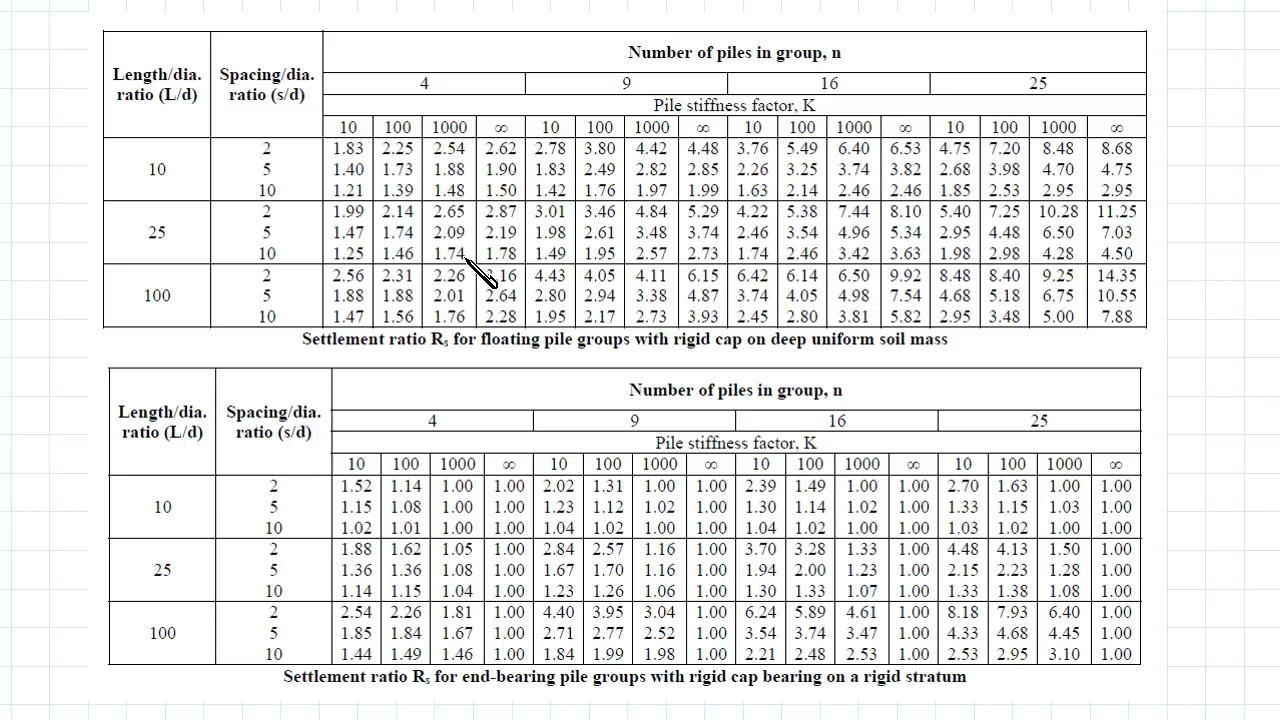 Length/dia. ratio (L/d) Spacing/dia. ratio (s/d) Number of piles in group, n
4 9 16 25
Pile stiffness factor, K
10 100 1000 ∞ 10 100 1000 ∞ 10 100 1000 ∞ 10 100 1000 ∞
10 2 1.83 2.25 2.54 2.62 2.78 3.80 4.42 4.48 3.76 5.49 6.40 6.53 4.75 7.20 8.48 8.68
5 1.40 1.73 1.88 1.90 1.83 2.49 2.82 2.85 2.26 3.25 3.74 3.82 2.68 3.98 4.70 4.75
10 1.21 1.39 1.48 1.50 1.42 1.76 1.97 1.99 1.63 2.14 2.46 2.46 1.85 2.53 2.95 2.95
25 2 1.99 2.14 2.65 2.87 3.01 3.46 4.84 5.29 4.22 5.38 7.44 8.10 5.40 7.25 10.28 11.25
5 1.47 1.74 2.09 2.19 1.98 2.61 3.48 3.74 2.46 3.54 4.96 5.34 2.95 4.48 6.50 7.03
10 1.25 1.46 1.74 1.78 1.49 1.95 2.57 2.73 1.74 2.46 3.42 3.63 1.98 2.98 4.28 4.50
100 2 2.56 2.31 2.26 3.16 4.43 4.05 4.11 6.15 6.42 6.14 6.50 9.92 8.48 8.40 9.25 14.35
5 1.88 1.88 2.01 2.64 2.80 2.94 3.38 4.87 3.74 4.05 4.98 7.54 4.68 5.18 6.75 10.55
10 1.47 1.56 1.76 2.28 1.95 2.17 2.73 3.93 2.45 2.80 3.81 5.82 2.95 3.48 5.00 7.88
Settlement ratio Rs for floating pile groups with rigid cap on deep uniform soil mass
Length/dia. ratio (L/d) Spacing/dia. ratio (s/d) Number of piles in group, n
4 9 16 25
Pile stiffness factor, K
10 100 1000 ∞ 10 100 1000 ∞ 10 100 1000 ∞ 10 100 1000 ∞
10 2 1.52 1.14 1.00 1.00 2.02 1.31 1.00 1.00 2.39 1.49 1.00 1.00 2.70 1.63 1.00 1.00
5 1.15 1.08 1.00 1.00 1.23 1.12 1.02 1.00 1.30 1.14 1.02 1.00 1.33 1.15 1.03 1.00
10 1.02 1.01 1.00 1.00 1.04 1.02 1.00 1.00 1.04 1.02 1.00 1.00 1.03 1.02 1.00 1.00
25 2 1.88 1.62 1.05 1.00 2.84 2.57 1.16 1.00 3.70 3.28 1.33 1.00 4.48 4.13 1.50 1.00
5 1.36 1.36 1.08 1.00 1.67 1.70 1.16 1.00 1.94 2.00 1.23 1.00 2.15 2.23 1.28 1.00
10 1.14 1.15 1.04 1.00 1.23 1.26 1.06 1.00 1.30 1.33 1.07 1.00 1.33 1.38 1.08 1.00
100 2 2.54 2.26 1.81 1.00 4.40 3.95 3.04 1.00 6.24 5.89 4.61 1.00 8.18 7.93 6.40 1.00
5 1.85 1.84 1.67 1.00 2.71 2.77 2.52 1.00 3.54 3.74 3.47 1.00 4.33 4.68 4.45 1.00
10 1.44 1.49 1.46 1.00 1.84 1.99 1.98 1.00 2.21 2.48 2.53 1.00 2.53 2.95 3.10 1.00
Settlement ratio Rs for end-bearing pile groups with rigid cap bearing on a rigid stratum